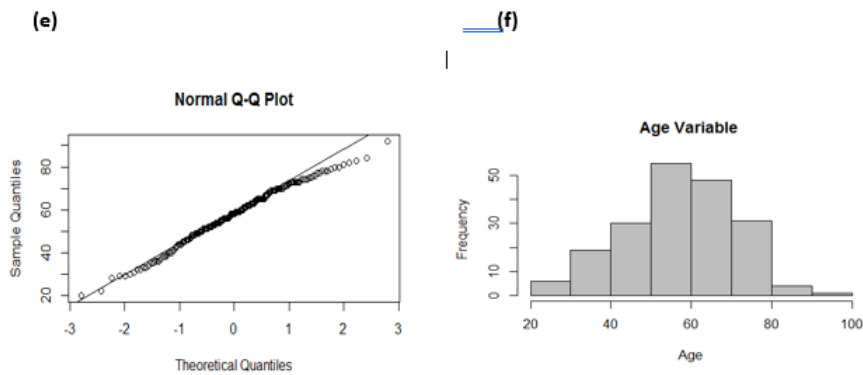 (e)
(f)
Normal Q-Q Plot
Sample Quantiles
80
60
40
20
-3 -2 -1 0 1 2 3
Theoretical Quantiles
Age Variable
Frequency
50
30
10
0
20 40 60 80 100
Age